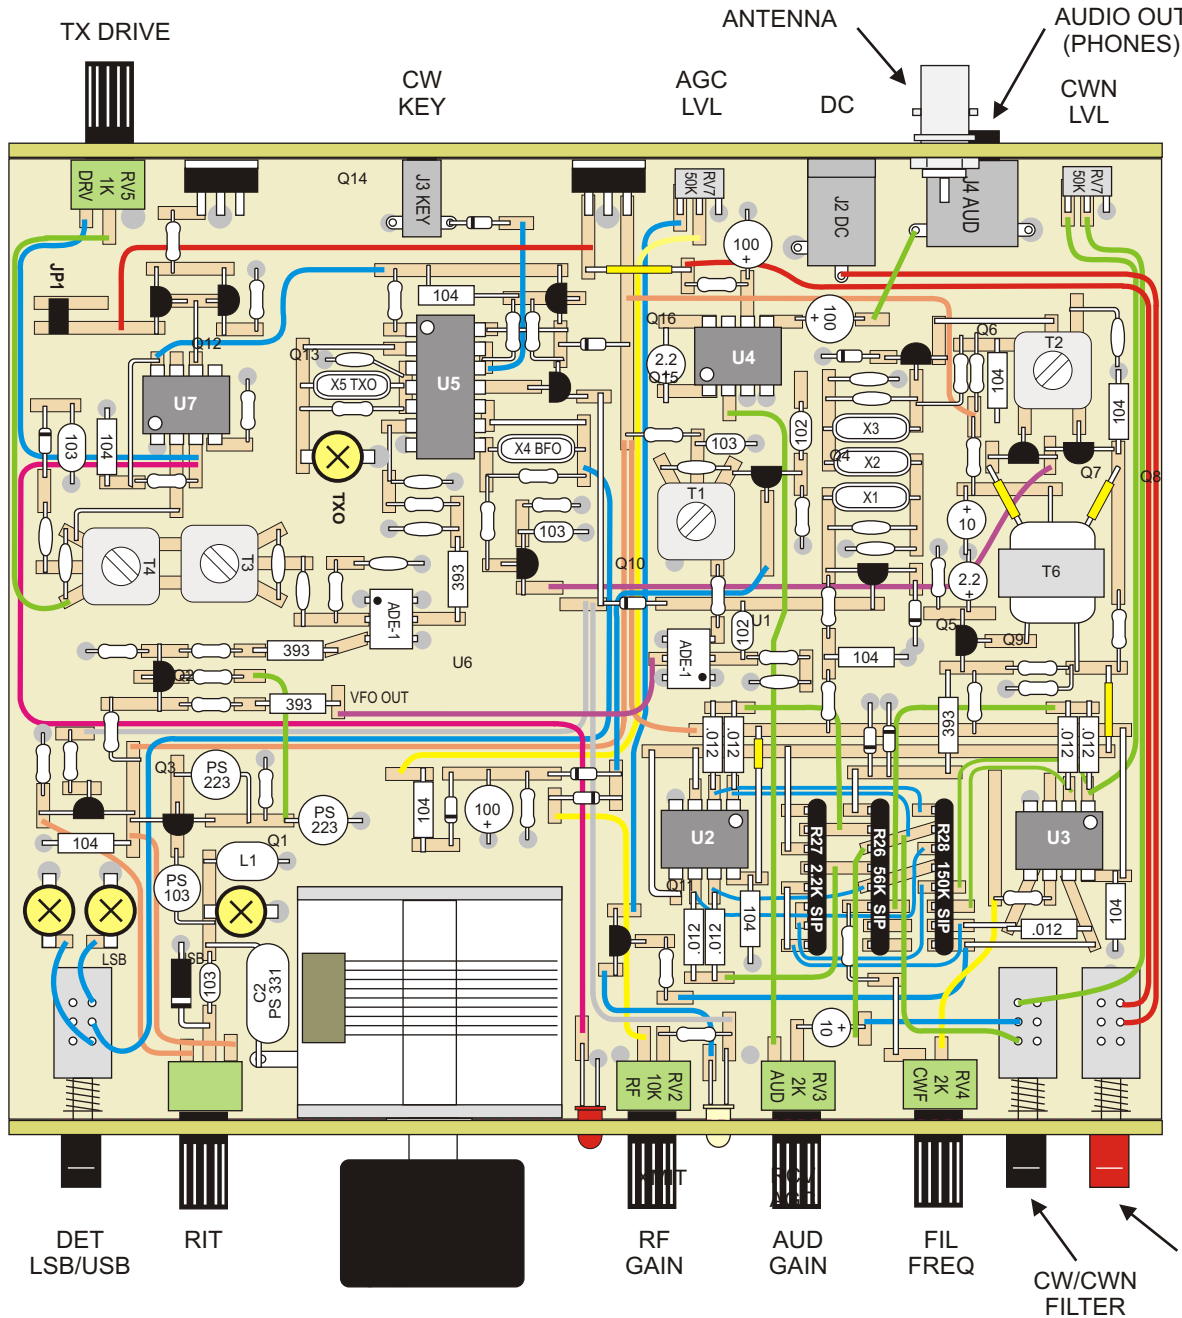 TX DRIVE
CW
KEY
AGC
LVL
DC
ANTENNA
AUDIO OUT
(PHONES)
CWN
LVL
RV5
1K
DRV
Q14
J3 KEY
RV7
50K
J2 DC
J4 AUD
RV7
50K
JP1
100
+
104
100
+
Q12
Q13
Q16
Q15
2.2
+
U4
Q6
T2
U7
X5 TXO
U5
104
104
103
104
X4 BFO
103
102
X3
Q4
X2
X1
Q7
Q8
TXO
T1
+
10
T4
T3
103
393
Q10
2.2
+
T6
ADE-1
ADE-1
102
U1
Q5
Q9
393
U6
104
Q2
393
VFO OUT
393
.012
.012
.012
.012
Q3
PS
223
PS
223
104
100
+
U2
R27 2.2K SIP
R26 56K SIP
R28 150K SIP
U3
104
Q1
L1
PS
103
Q11
104
.012
.012
.012
104
LSB
SB
103
C2
PS 331
10
+
RV2
10K
RF
RV3
2K
AUD
RV4
2K
CWF
DET
LSB/USB
RIT
RF
GAIN
AUD
GAIN
FIL
FREQ
CW/CWN
FILTER